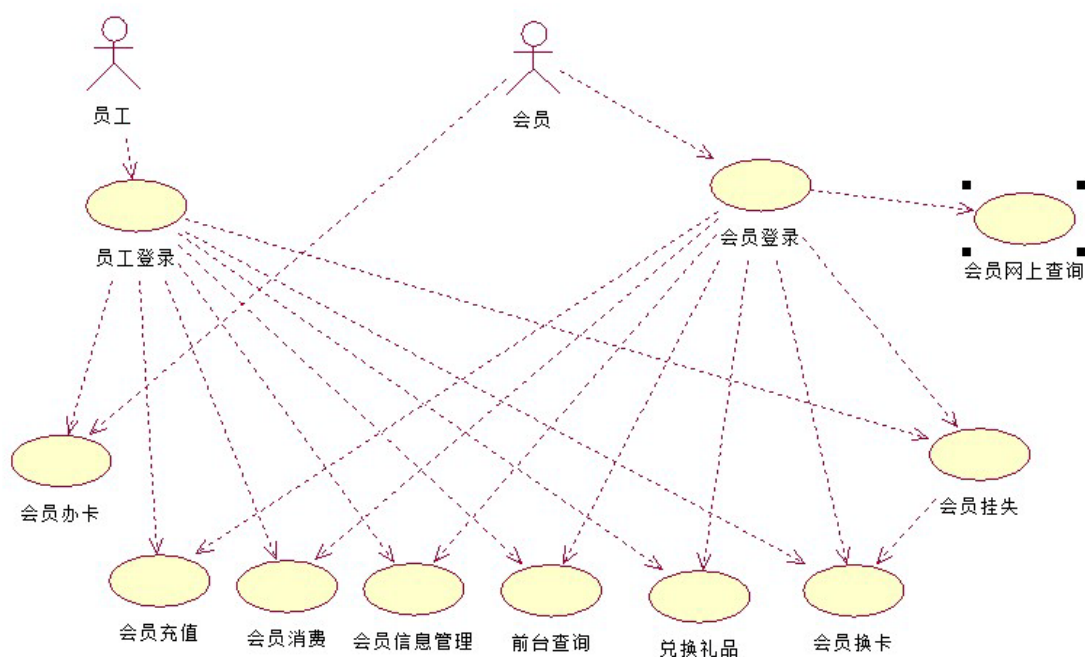 员工
会员
员工登录
会员登录
会员网上查询
会员办卡
会员挂失
会员充值
会员消费
会员信息管理
前台查询
兑换礼品
会员换卡